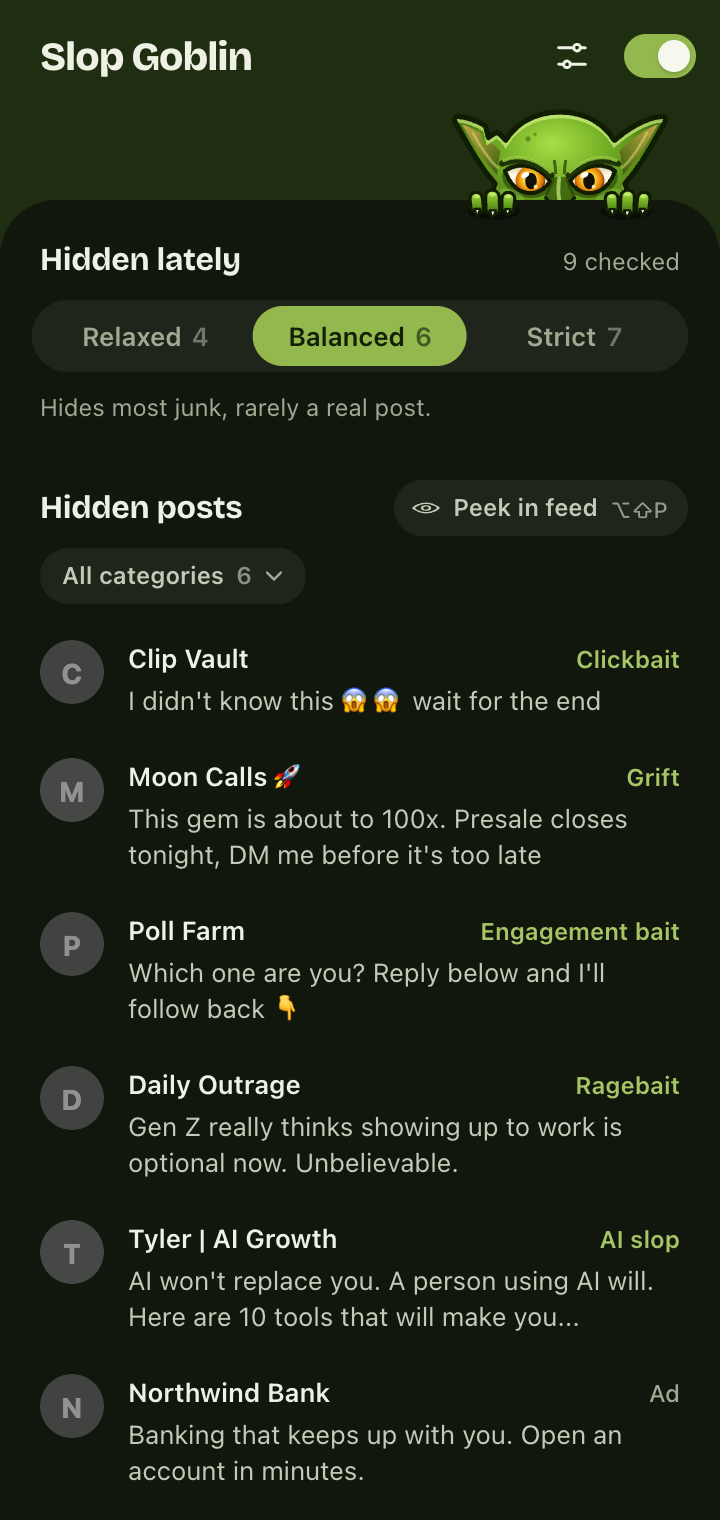 Slop Goblin
Hidden lately
9 checked
Relaxed 4
Balanced 6
Strict 7
Hides most junk, rarely a real post.
Hidden posts
Peek in feed ⌥⇧P
All categories 6
C
Clip Vault
Clickbait
I didn't know this 😱😱 wait for the end
M
Moon Calls 🚀
Grift
This gem is about to 100x. Presale closes
tonight, DM me before it's too late
P
Poll Farm
Engagement bait
Which one are you? Reply below and I'll
follow back 👇
D
Daily Outrage
Ragebait
Gen Z really thinks showing up to work is
optional now. Unbelievable.
T
Tyler | AI Growth
AI slop
AI won't replace you. A person using AI will.
Here are 10 tools that will make you...
N
Northwind Bank
Ad
Banking that keeps up with you. Open an
account in minutes.